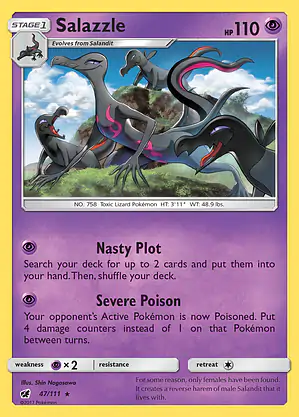 STAGE 1 Salazzle HP 110
Evolves from Salandit
NO. 758 Toxic Lizard Pokémon HT: 3'11" WT: 48.9 lbs.
Nasty Plot
Search your deck for up to 2 cards and put them
into your hand. Then, shuffle your deck.
Severe Poison
Your opponent's Active Pokémon is now Poisoned. Put
4 damage counters instead of 1 on that Pokémon
between turns.
weakness ×2 resistance retreat
Illus. Shin Nagasawa
47/111 ★
©2017 Pokémon
For some reason, only females have been found.
It creates a reverse harem of male Salandit that it
lives with.